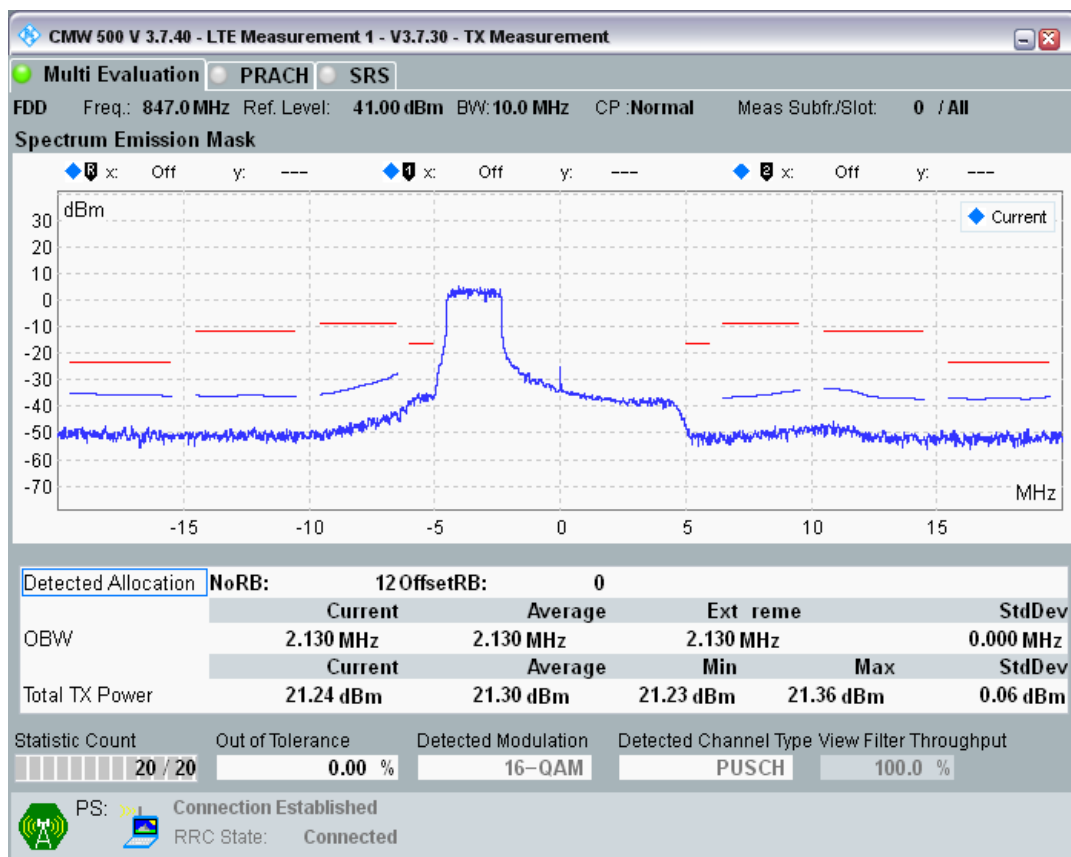 CMW 500 V 3.7.40 - LTE Measurement 1 - V3.7.30 - TX Measurement
Multi Evaluation PRACH SRS
FDD Freq.: 847.0 MHz Ref. Level: 41.00 dBm BW: 10.0 MHz CP :Normal Meas Subfr./Slot: 0 / All
Spectrum Emission Mask
R x: Off y: --- 1 x: Off y: --- 2 x: Off y: ---
dBm
Current
30
20
10
0
-10
-20
-30
-40
-50
-60
-70
MHz
-15 -10 -5 0 5 10 15
Detected Allocation NoRB: 12 OffsetRB: 0
Current Average Ext reme StdDev
OBW 2.130 MHz 2.130 MHz 2.130 MHz 0.000 MHz
Current Average Min Max StdDev
Total TX Power 21.24 dBm 21.30 dBm 21.23 dBm 21.36 dBm 0.06 dBm
Statistic Count Out of Tolerance Detected Modulation Detected Channel Type View Filter Throughput
20 / 20 0.00 % 16-QAM PUSCH 100.0 %
PS: Connection Established
RRC State: Connected